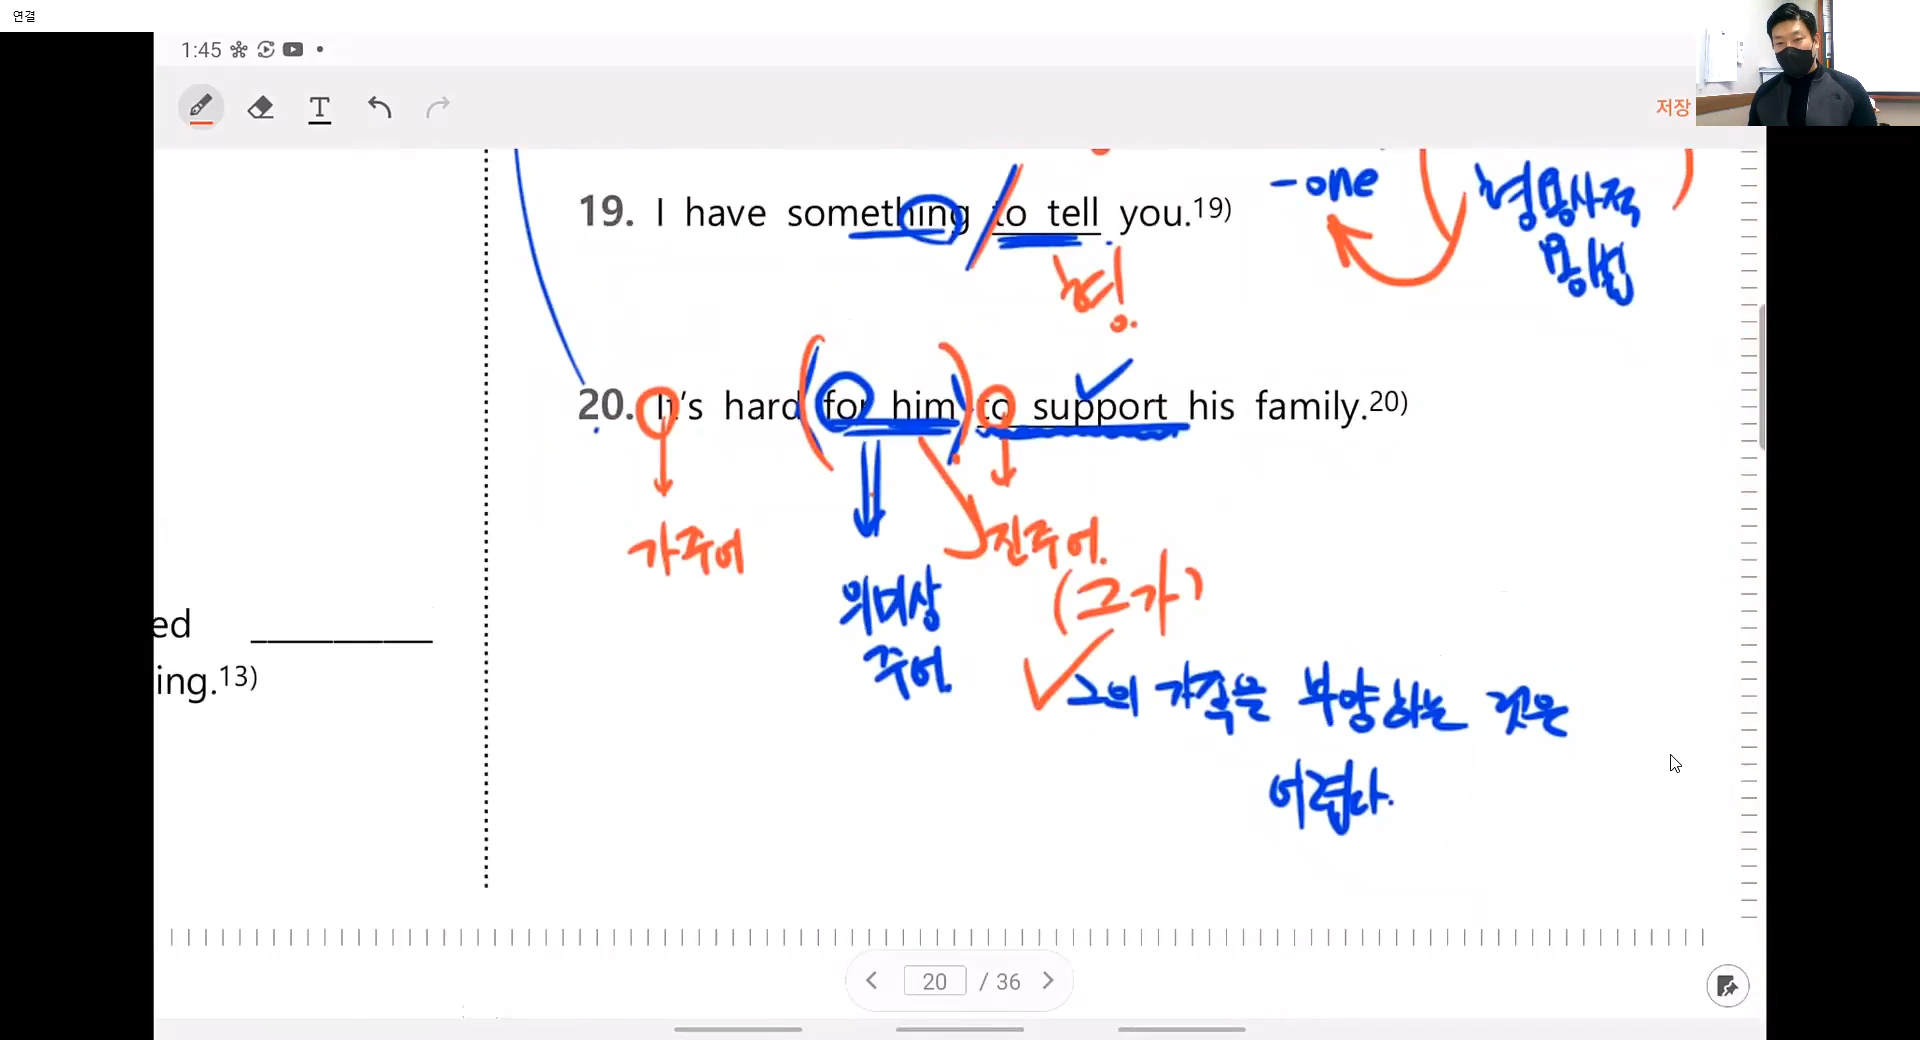 연결
1:45
T
저장
-one
형용사적
용법
19. I have something to tell you.19)
형
20. It's hard for him to support his family.20)
가주어
진주어.
의미상
주어.
(그가)
그의 가족을 부양하는 것은
어렵다.
ed __________
ing.13)
20 / 36